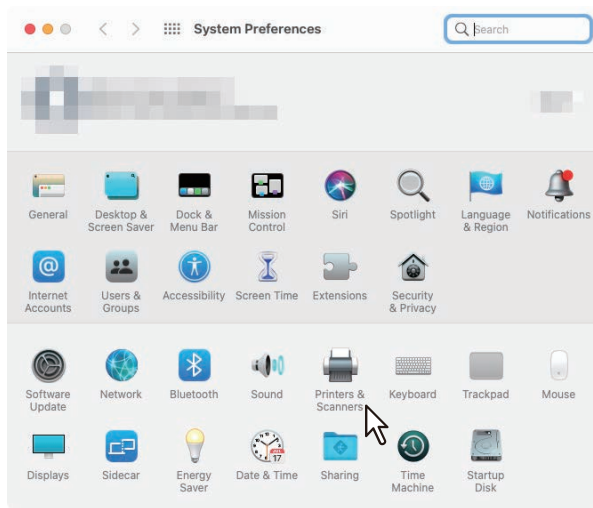 System Preferences
Search
General
Desktop &
Screen Saver
Dock &
Menu Bar
Mission
Control
Siri
Spotlight
Language
& Region
Notifications
Internet
Accounts
Users &
Groups
Accessibility
Screen Time
Extensions
Security
& Privacy
Software
Update
Network
Bluetooth
Sound
Printers &
Scanners
Keyboard
Trackpad
Mouse
Displays
Sidecar
Energy
Saver
Date & Time
Sharing
Time
Machine
Startup
Disk